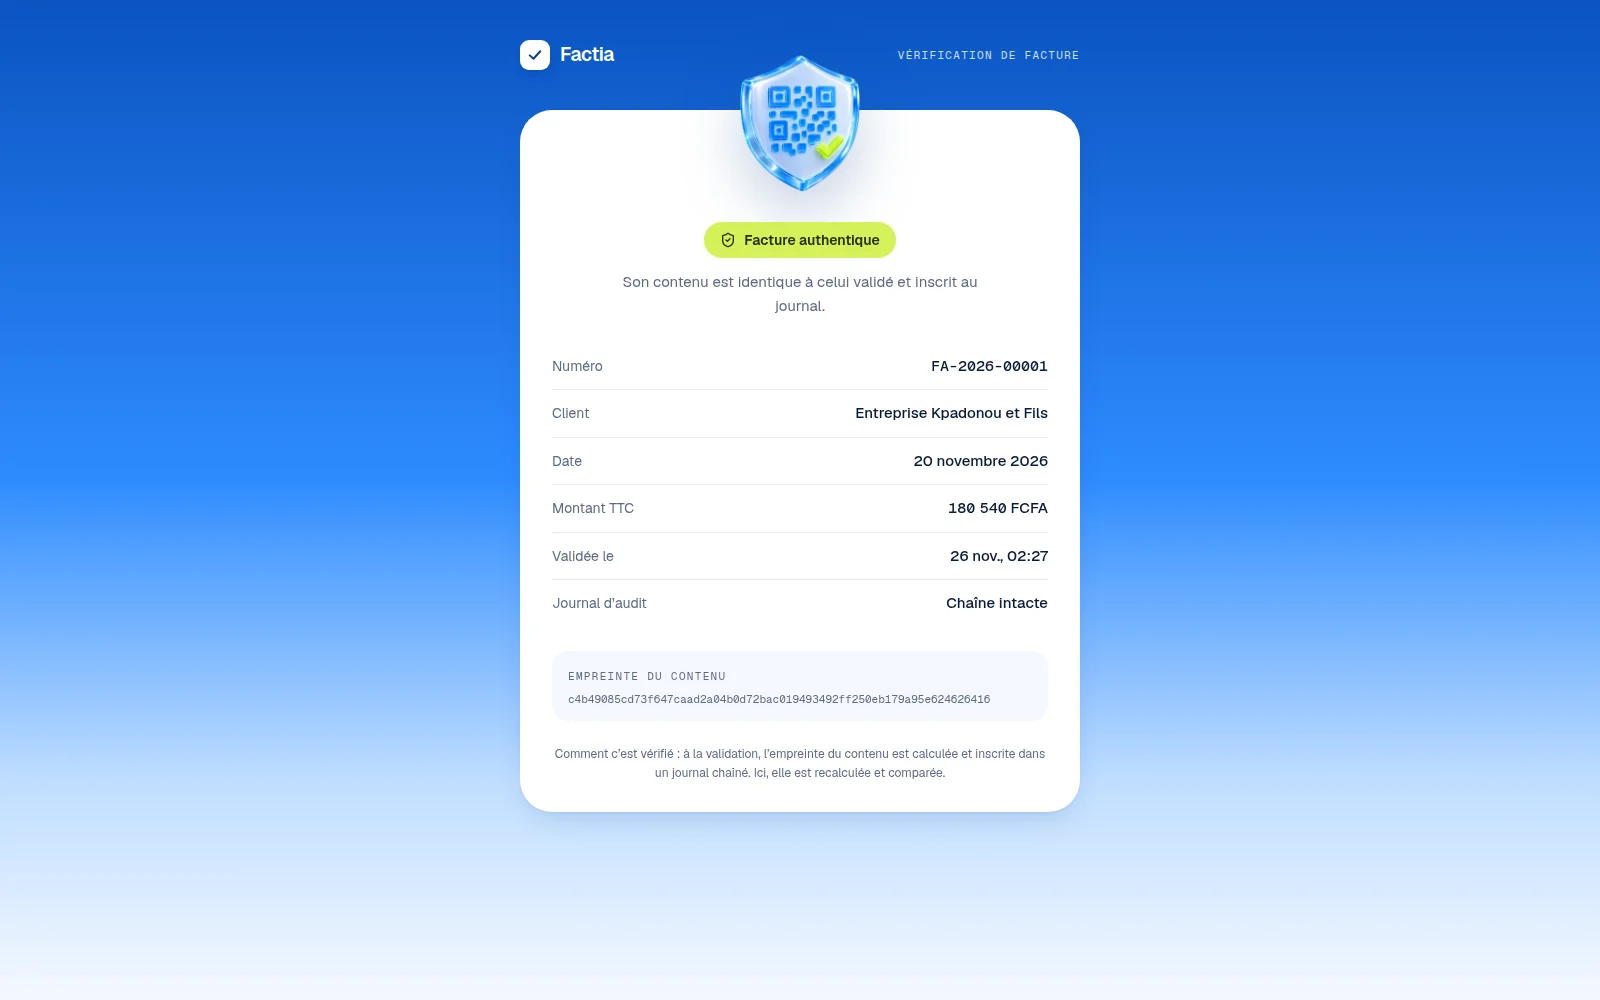 Factia
VÉRIFICATION DE FACTURE
Facture authentique
Son contenu est identique à celui validé et inscrit au
journal.
Numéro FA-2026-00001
Client Entreprise Kpadonou et Fils
Date 20 novembre 2026
Montant TTC 180 540 FCFA
Validée le 26 nov., 02:27
Journal d'audit Chaîne intacte
EMPREINTE DU CONTENU
c4b49085cd73f647caad2a04b0d72bac019493492ff250eb179a95e624626416
Comment c'est vérifié : à la validation, l'empreinte du contenu est calculée et inscrite dans
un journal chaîné. Ici, elle est recalculée et comparée.